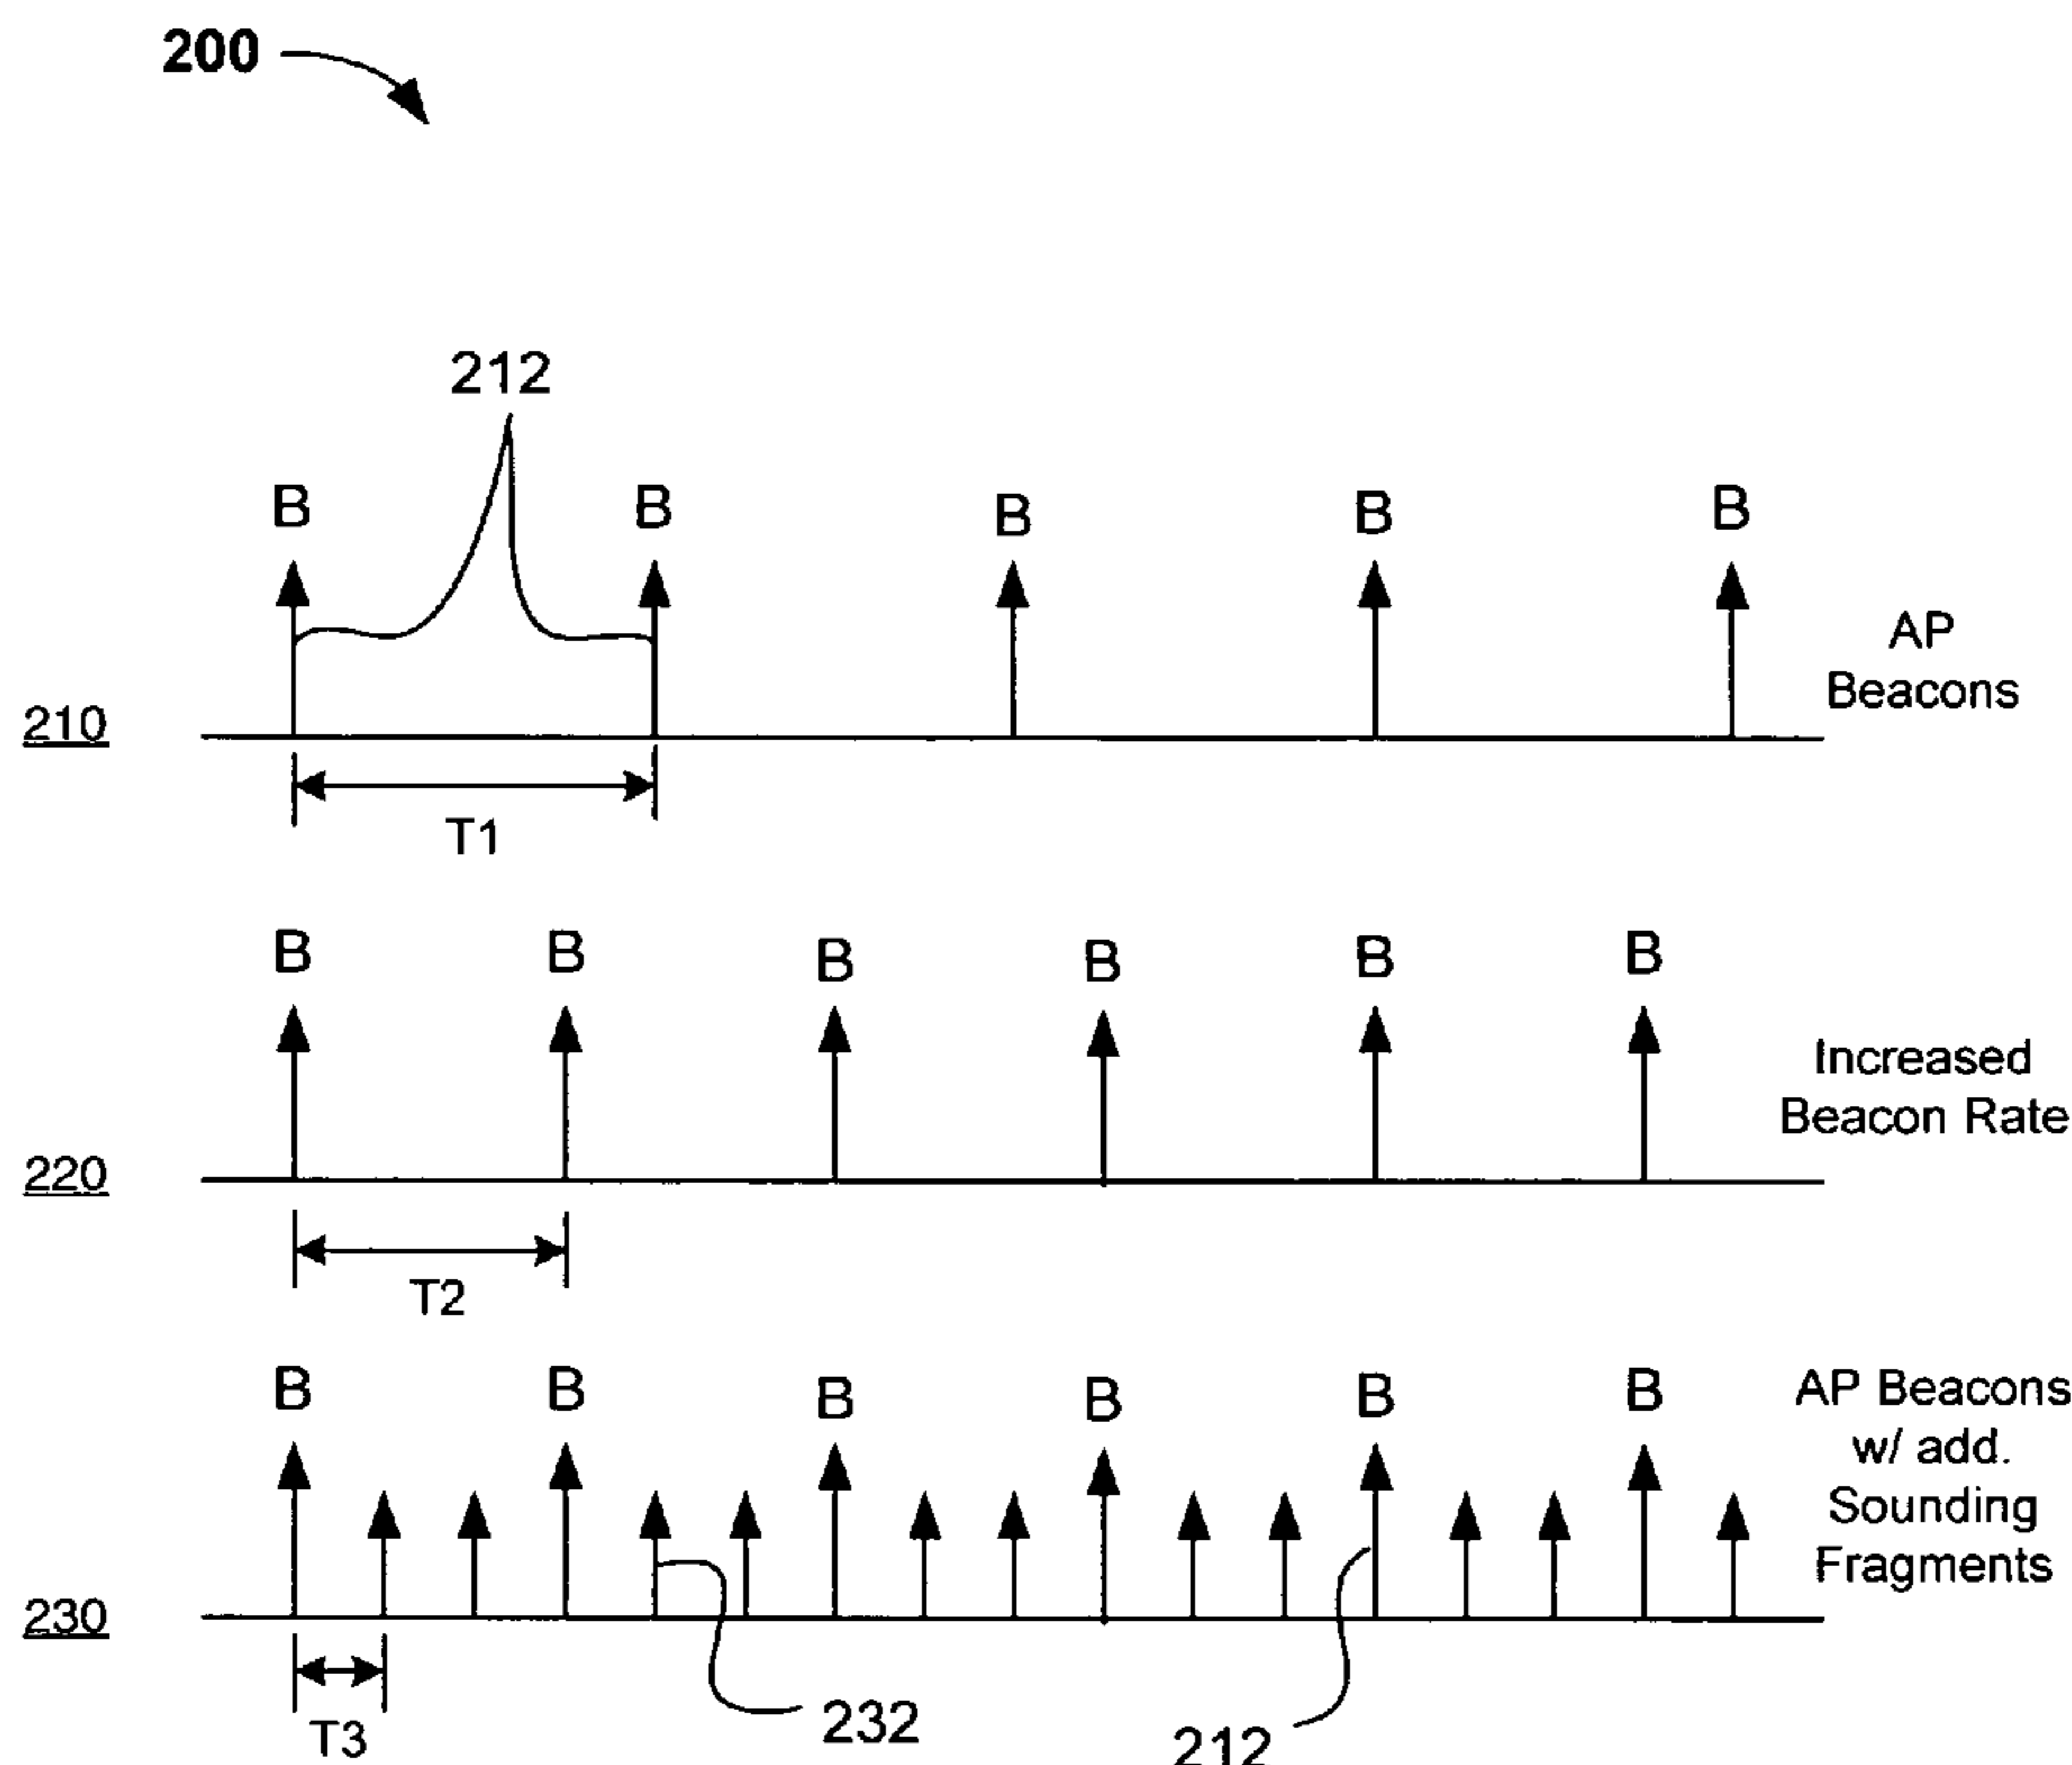 200
212
B B B B B
AP
Beacons
210
T1
B B B B B B
Increased
Beacon Rate
220
T2
B B B B B B
AP Beacons
w/ add.
Sounding
Fragments
230
T3
232
212